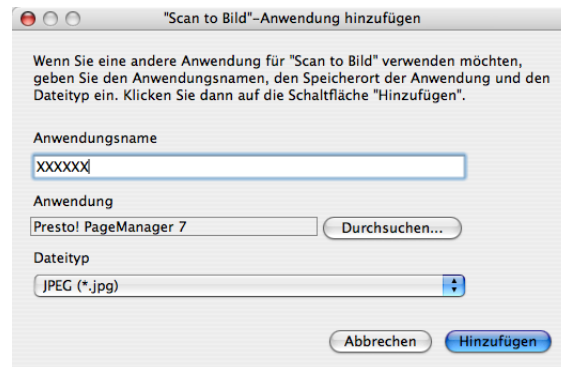 "Scan to Bild"-Anwendung hinzufügen
Wenn Sie eine andere Anwendung für "Scan to Bild" verwenden möchten,
geben Sie den Anwendungsnamen, den Speicherort der Anwendung und den
Dateityp ein. Klicken Sie dann auf die Schaltfläche "Hinzufügen".
Anwendungsname
XXXXXX
Anwendung
Presto! PageManager 7
Durchsuchen...
Dateityp
JPEG (*.jpg)
Abbrechen
Hinzufügen